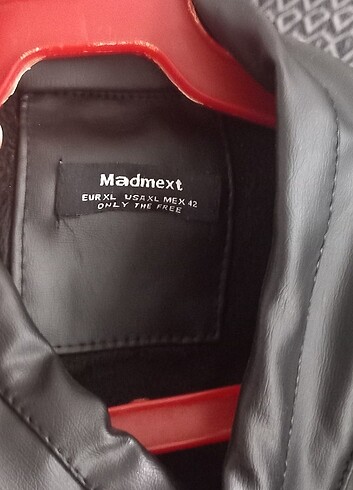 Madmext
EUR XL USA XL MEX 42
ONLY THE FREE